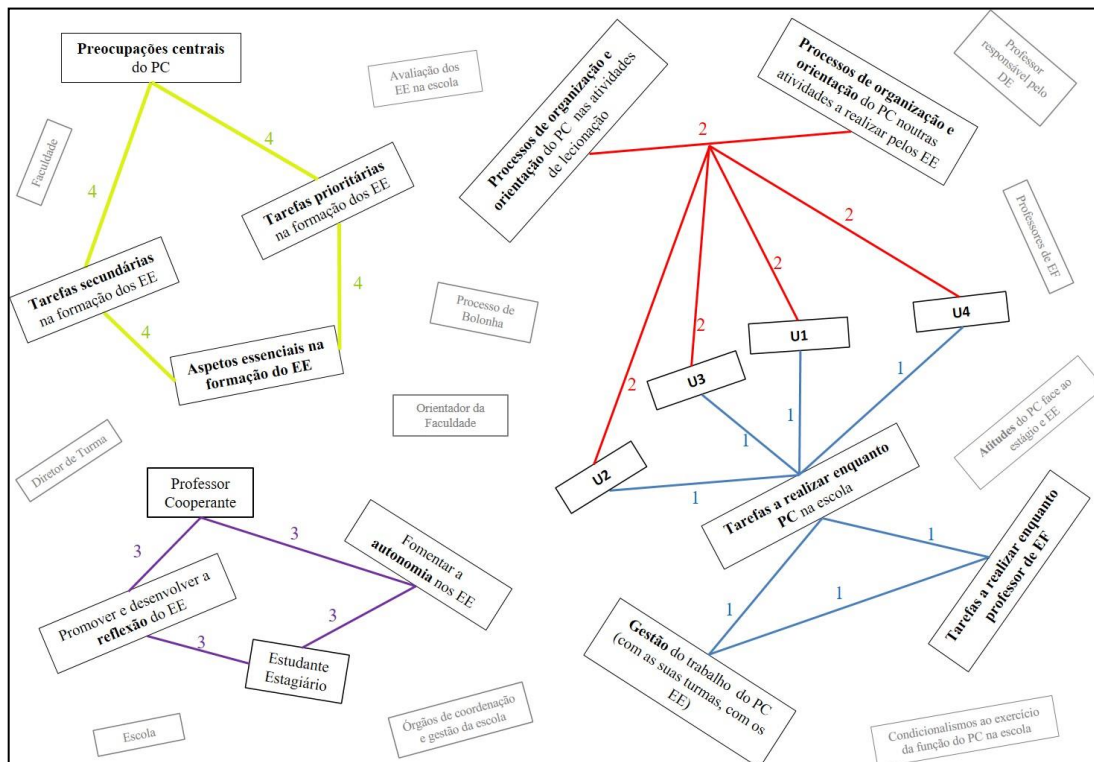 Preocupações centrais
do PC
Avaliação dos
EE na escola
Processos de organização e
orientação do PC nas atividades
de lecionação
Processos de organização e
orientação do PC noutras
atividades a realizar pelos EE
Professor
responsável pelo
DE
Faculdade
4
4
2
Tarefas prioritárias
na formação dos EE
Professores de EF
Tarefas secundárias
na formação dos EE
4
4
2
2
2
2
Processo de
Bolonha
Aspetos essenciais na
formação do EE
U4
U1
U3
U2
Orientador da
Faculdade
1
1
1
1
Atitudes do PC face ao
estágio e EE
Diretor de Turma
Professor
Cooperante
Tarefas a realizar enquanto
PC na escola
3
3
Fomentar a
autonomia nos EE
1
1
1
Tarefas a realizar enquanto
professor de EF
Promover e desenvolver a
reflexão do EE
3
3
Estudante
Estagiário
Gestão do trabalho do PC
(com as suas turmas, com os
EE)
Escola
Órgãos de coordenação
e gestão da escola
Condicionalismos ao exercício
da função do PC na escola